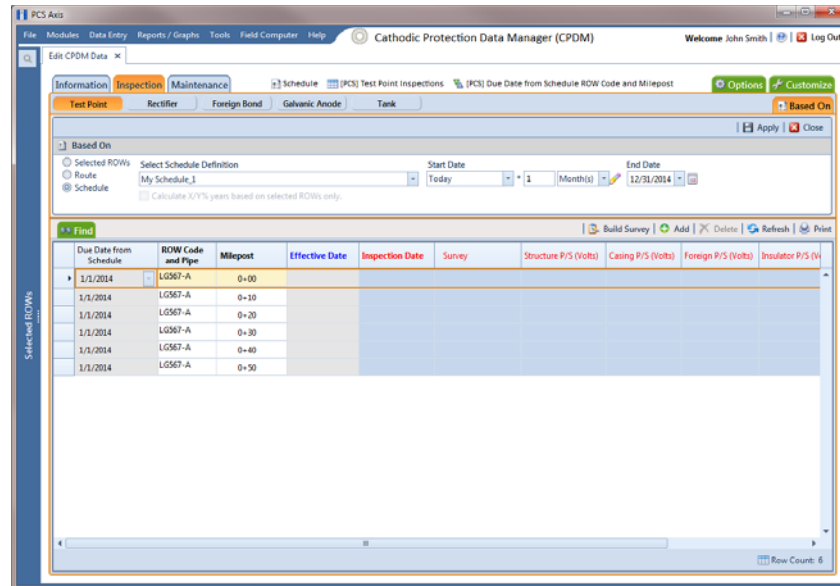 PCS Axis
File Modules Data Entry Reports / Graphs Tools Field Computer Help Cathodic Protection Data Manager (CPDM) Welcome John Smith Log Out
Edit CPDM Data
Information Inspection Maintenance Schedule (PCS) Test Point Inspections (PCS) Due Date from Schedule ROW Code and Milepost Options Customize
Test Point Rectifier Foreign Bond Galvanic Anode Tank Based On
Apply Close
Based On
Selected ROWs Select Schedule Definition Start Date End Date
Route My Schedule_1 Today + 1 Month(s) 12/31/2014
Schedule Calculate X/Y% years based on selected ROWs only.
Find Build Survey Add Delete Refresh Print
Due Date from Schedule ROW Code and Pipe Milepost Effective Date Inspection Date Survey Structure P/S (Volts) Casing P/S (Volts) Foreign P/S (Volts) Insulator P/S (V
1/1/2014 LG567-A 0+00
1/1/2014 LG567-A 0+10
1/1/2014 LG567-A 0+20
1/1/2014 LG567-A 0+30
1/1/2014 LG567-A 0+40
1/1/2014 LG567-A 0+50
Selected ROWs
Row Count: 6